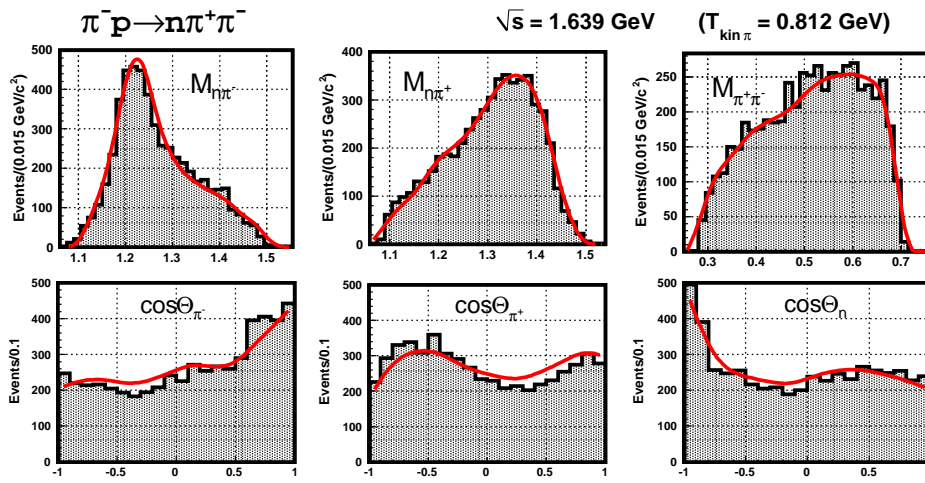 π⁻p→nπ⁺π⁻ √s = 1.639 GeV (T_kin π = 0.812 GeV)
Events/(0.015 GeV/c²)
500
400
300
200
100
0
M_nπ⁻
1.1 1.2 1.3 1.4 1.5
Events/(0.015 GeV/c²)
400
300
200
100
0
M_nπ⁺
1.1 1.2 1.3 1.4 1.5
Events/(0.015 GeV/c²)
250
200
150
100
50
0
M_π⁺π⁻
0.3 0.4 0.5 0.6 0.7
Events/0.1
500
400
300
200
100
0
cosΘ_π⁻
-1 -0.5 0 0.5 1
Events/0.1
500
400
300
200
100
0
cosΘ_π⁺
-1 -0.5 0 0.5 1
Events/0.1
500
400
300
200
100
0
cosΘ_n
-1 -0.5 0 0.5 1